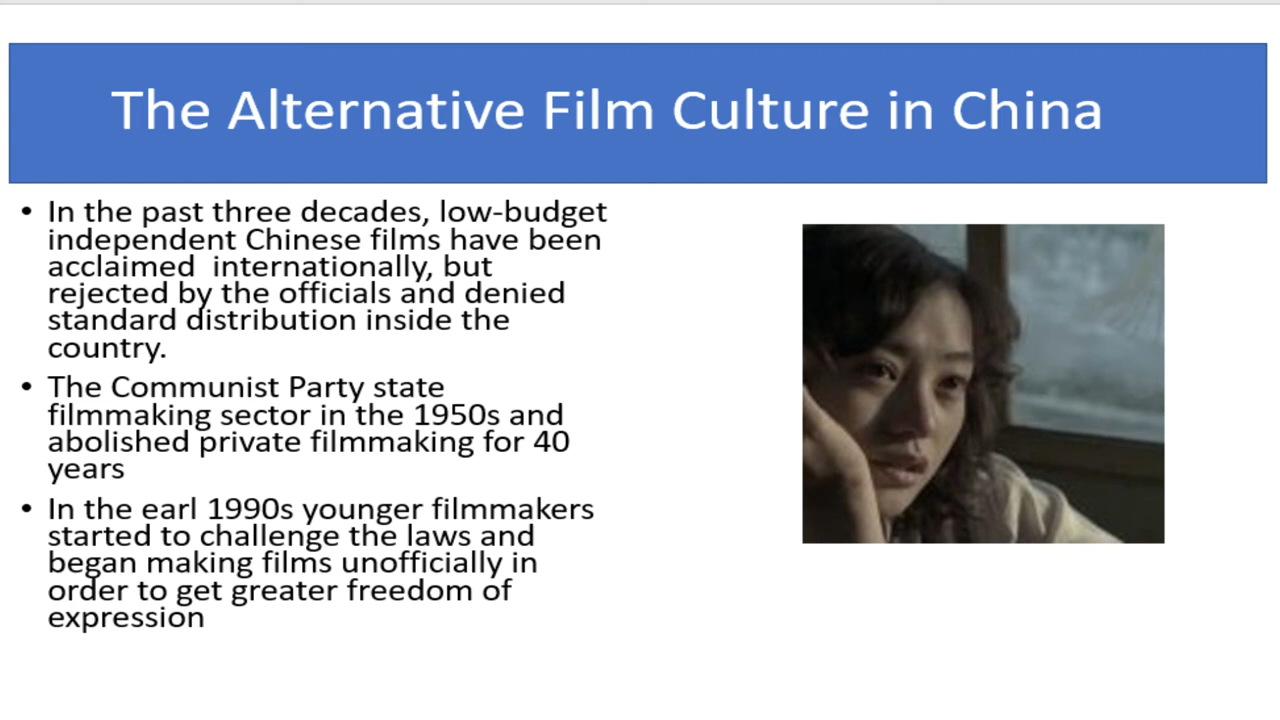 The Alternative Film Culture in China
• In the past three decades, low-budget
independent Chinese films have been
acclaimed  internationally, but
rejected by the officials and denied
standard distribution inside the
country.
• The Communist Party state
filmmaking sector in the 1950s and
abolished private filmmaking for 40
years
• In the earl 1990s younger filmmakers
started to challenge the laws and
began making films unofficially in
order to get greater freedom of
expression